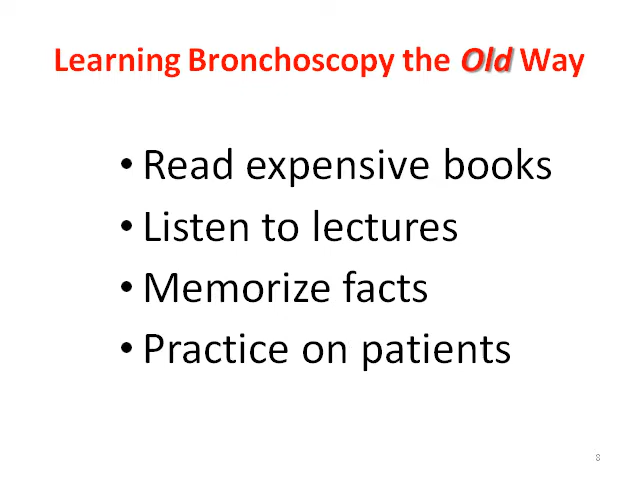 Learning Bronchoscopy the Old Way
• Read expensive books
• Listen to lectures
• Memorize facts
• Practice on patients
8